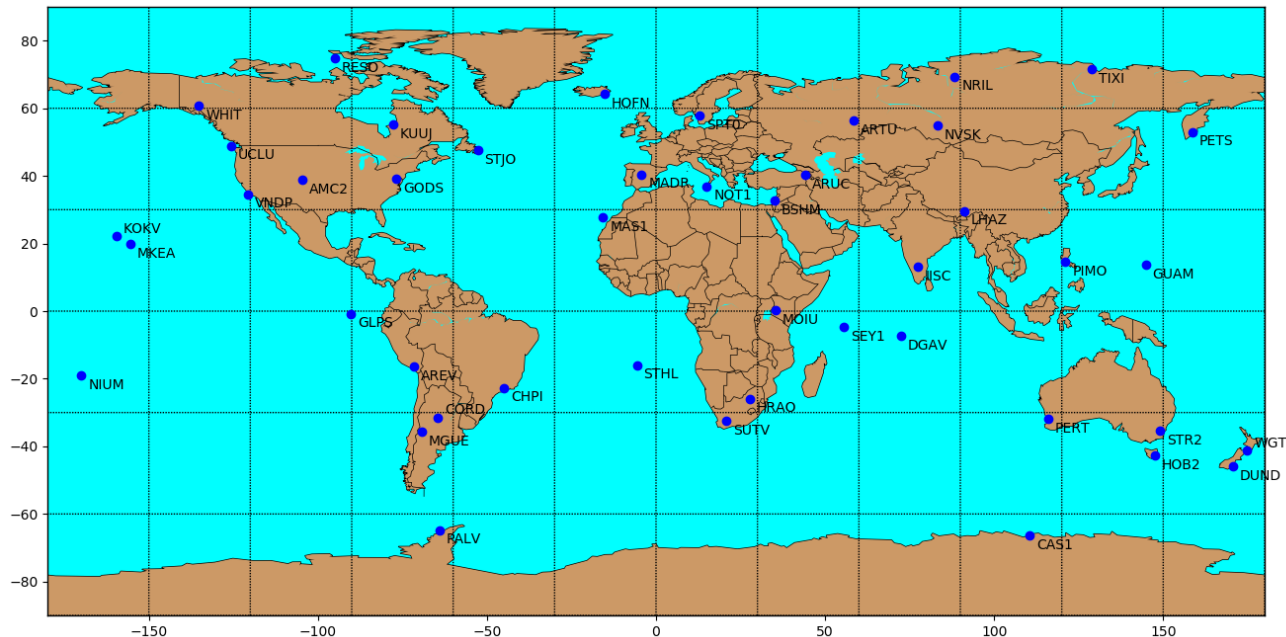 80
60
40
20
0
−20
−40
−60
−80
RESO
NRIL
TIXI
HOFN
WHIT
SPT0
KUUJ
ARTU
NVSK
PETS
UCLU
STJO
AMC2
GODS
MADR
NOT1
ARUC
VNDP
BSHM
LHAZ
MAS1
KOKV
MKEA
IISC
PIMO
GUAM
GLPS
MOIU
SEY1
DGAV
NIUM
AREV
STHL
CHPI
CORD
HRAO
MGUE
SUTV
PERT
STR2
WGT
HOB2
DUND
PALV
CAS1
−150
−100
−50
0
50
100
150